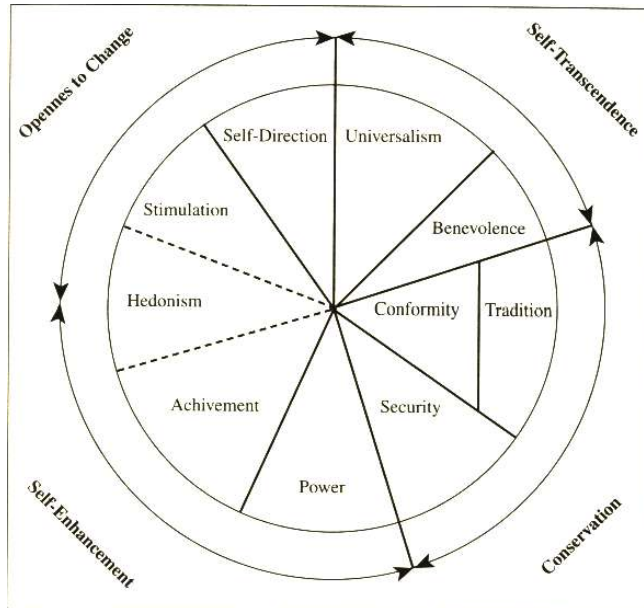 Opennes to Change
Self-Transcendence
Self-Direction
Universalism
Stimulation
Benevolence
Hedonism
Conformity
Tradition
Achivement
Security
Power
Self-Enhancement
Conservation